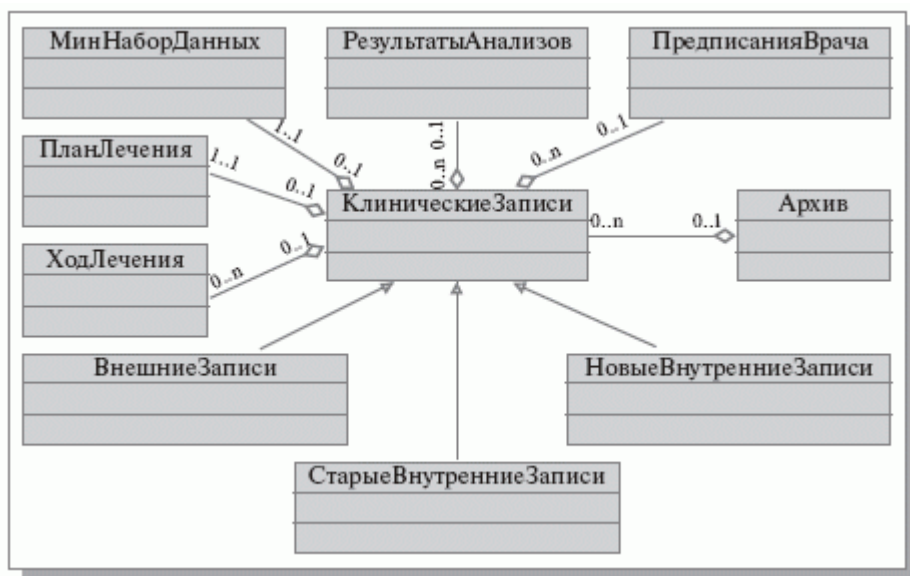 МинНаборДанных
РезультатыАнализов
ПредписанияВрача
1..1
0..1
0..1
0..n
0..1
0..n
ПланЛечения
1..1
0..1
КлиническиеЗаписи
0..n
0..1
Архив
ХодЛечения
0..n
0..1
ВнешниеЗаписи
НовыеВнутренниеЗаписи
СтарыеВнутренниеЗаписи